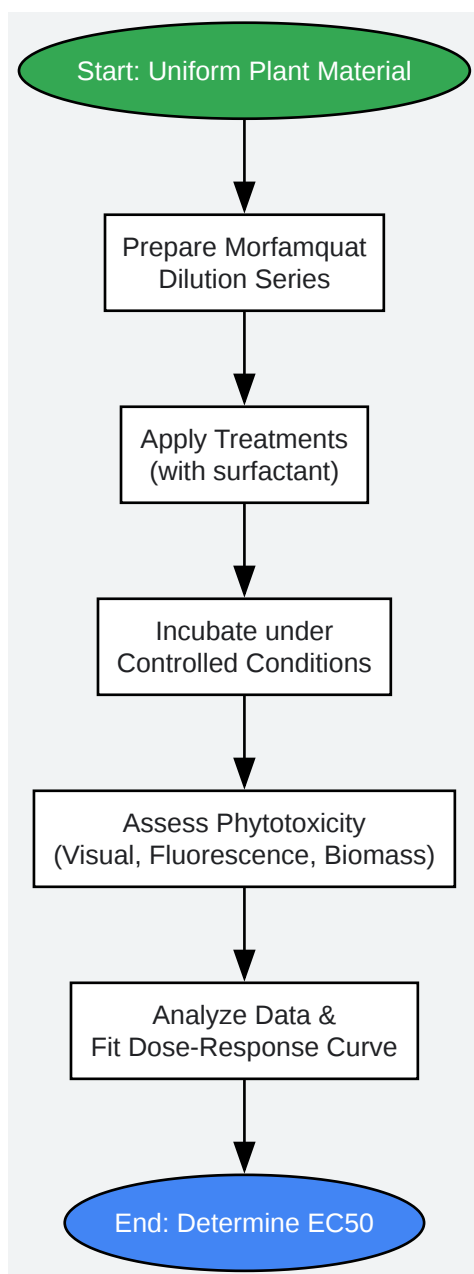 Start: Uniform Plant Material
Prepare Morfamquat
Dilution Series
Apply Treatments
(with surfactant)
Incubate under
Controlled Conditions
Assess Phytotoxicity
(Visual, Fluorescence, Biomass)
Analyze Data &
Fit Dose-Response Curve
End: Determine EC50